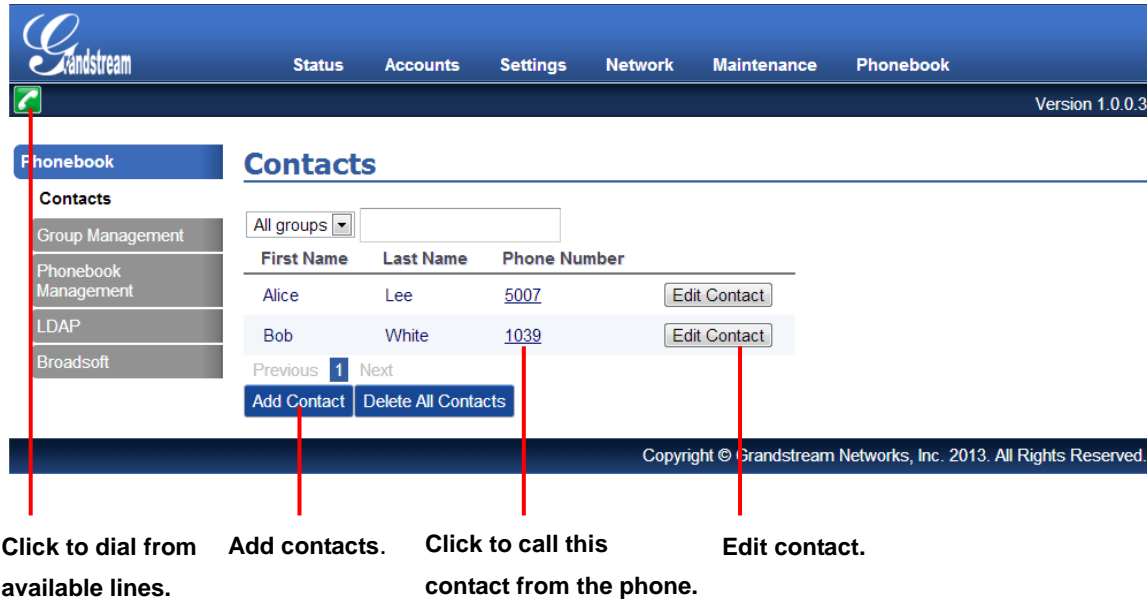 Grandstream
Status Accounts Settings Network Maintenance Phonebook
Version 1.0.0.3
Phonebook
Contacts
Group Management
Phonebook
Management
LDAP
Broadsoft
Contacts
All groups
First Name Last Name Phone Number
Alice Lee 5007 Edit Contact
Bob White 1039 Edit Contact
Previous 1 Next
Add Contact Delete All Contacts
Copyright © Grandstream Networks, Inc. 2013. All Rights Reserved.
Click to dial from
available lines.
Add contacts.
Click to call this
contact from the phone.
Edit contact.